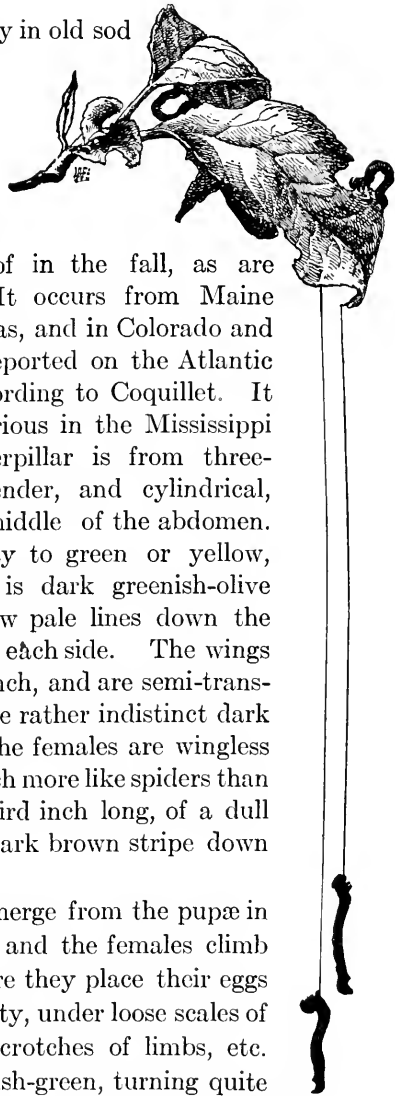 y in old sod
of in the fall, as are
It occurs from Maine
as, and in Colorado and
eported on the Atlantic
ording to Coquillet. It
rious in the Mississippi
erpillar is from three-
ender, and cylindrical,
middle of the abdomen.
y to green or yellow,
is dark greenish-olive
w pale lines down the
each side. The wings
nch, and are semi-trans-
e rather indistinct dark
he females are wingless
ch more like spiders than
ird inch long, of a dull
ark brown stripe down
merge from the pupæ in
and the females climb
re they place their eggs
ty, under loose scales of
crotches of limbs, etc.
sh-green, turning quite